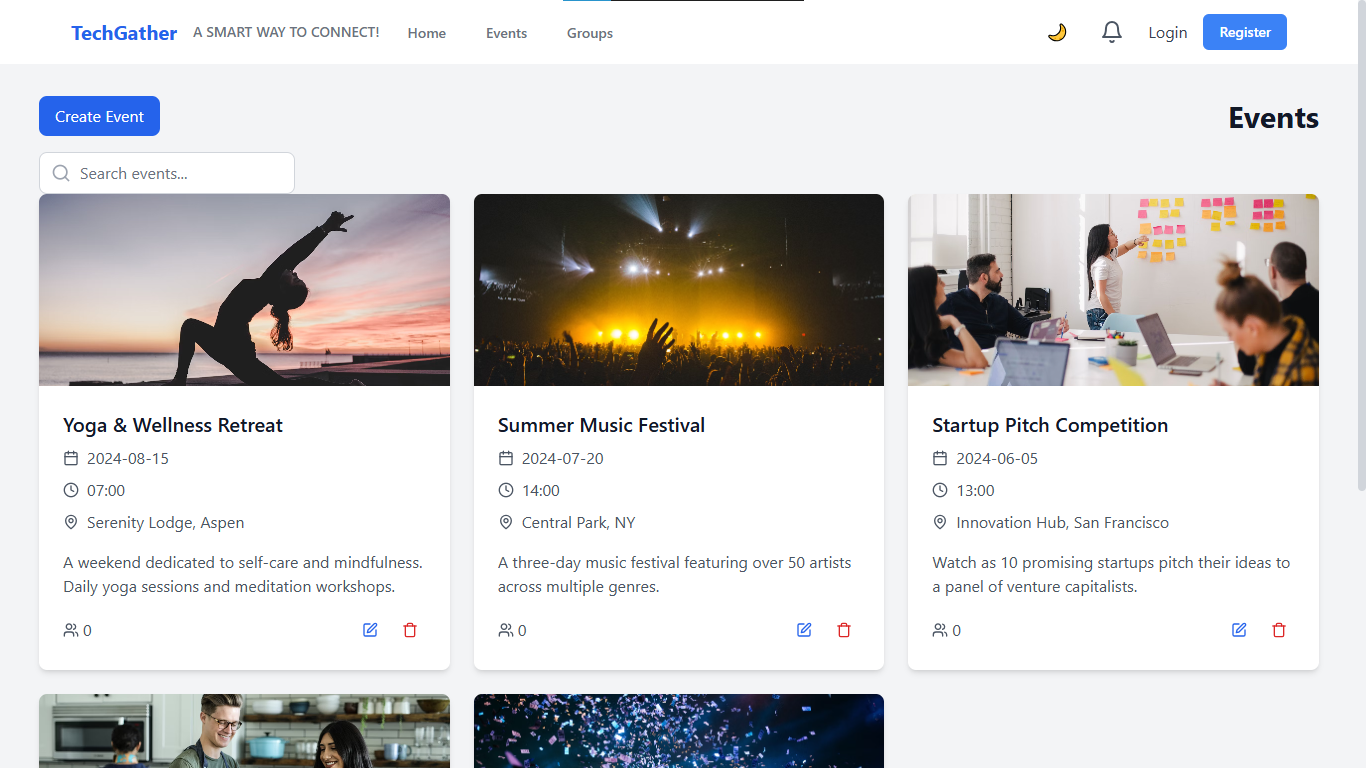 TechGather A SMART WAY TO CONNECT! Home Events Groups Login Register
Create Event
Events
Search events...
Yoga & Wellness Retreat
2024-08-15
07:00
Serenity Lodge, Aspen
A weekend dedicated to self-care and mindfulness.
Daily yoga sessions and meditation workshops.
0
Summer Music Festival
2024-07-20
14:00
Central Park, NY
A three-day music festival featuring over 50 artists
across multiple genres.
0
Startup Pitch Competition
2024-06-05
13:00
Innovation Hub, San Francisco
Watch as 10 promising startups pitch their ideas to
a panel of venture capitalists.
0